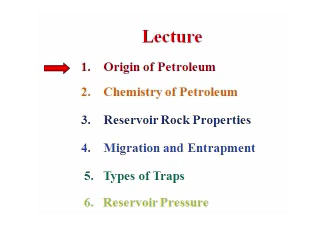 Lecture
1. Origin of Petroleum
2. Chemistry of Petroleum
3. Reservoir Rock Properties
4. Migration and Entrapment
5. Types of Traps
6. Reservoir Pressure